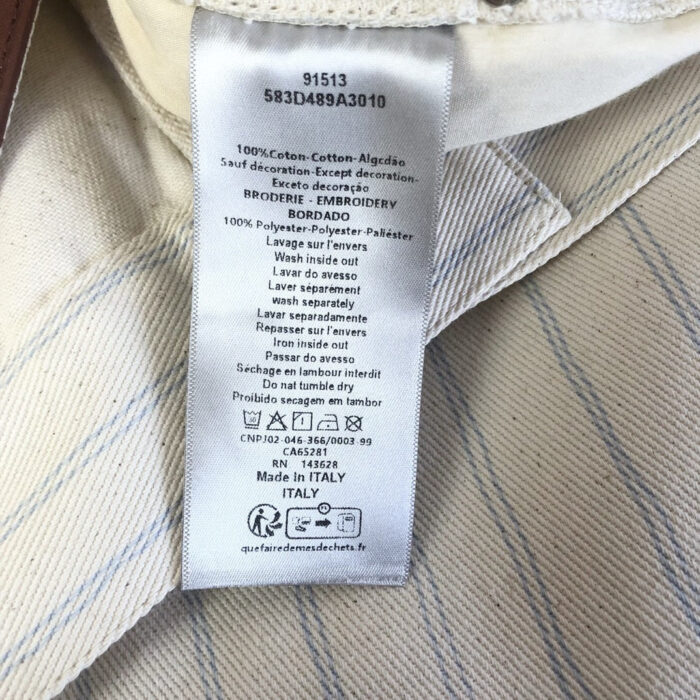 91513
583D489A3010
100%Coton-Cotton-Algcdão
Sauf décoration-Except decoration-
Exceto decoração
BRODERIE - EMBROIDERY
BORDADO
100% Polyester-Polyester-Paliéster
Lavage sur l'envers
Wash inside out
Lavar do avesso
Laver séparément
wash separately
Lavar separadamente
Repasser sur l'envers
Iron inside out
Passar do avesso
Séchage en lambour interdit
Do nat tumble dry
Proibido secagem em tambor
CNPJ02-046-366/0003-99
CA65281
RN 143628
Made In ITALY
ITALY
quefairedemesdechets.fr